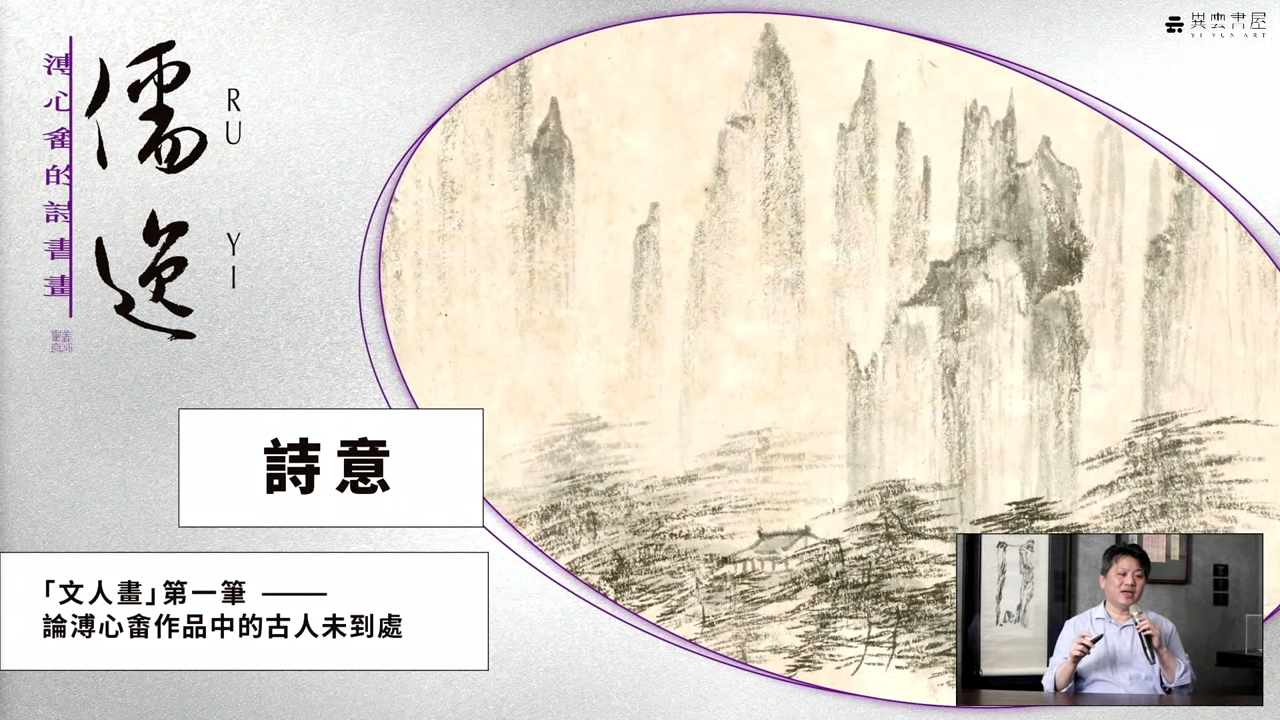 溥心畬的詩書畫
儒逸
RU YI
異雲書屋
YI YUN ART
詩意
「文人畫」第一筆 ——
論溥心畬作品中的古人未到處